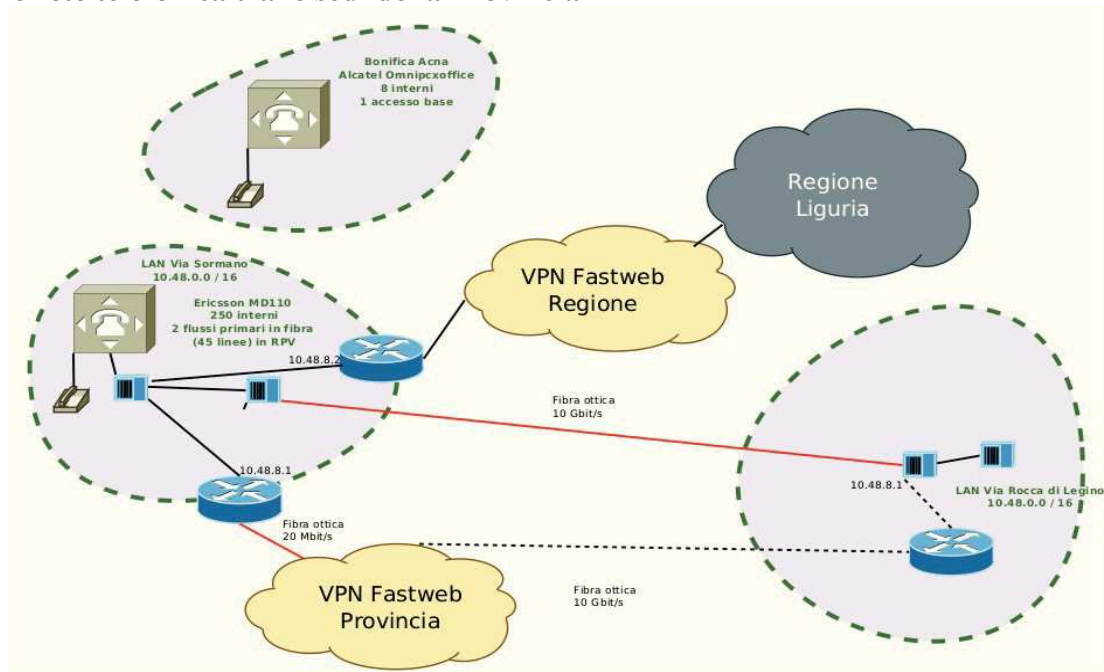 Bonifica Acna
Alcatel Omnipcxoffice
8 interni
1 accesso base
Regione
Liguria
VPN Fastweb
Regione
LAN Via Sormano
10.48.0.0 / 16
Ericsson MD110
250 interni
2 flussi primari in fibra
(45 linee) in RPV
10.48.8.2
Fibra ottica
10 Gbit/s
10.48.8.1
10.48.8.1
LAN Via Rocca di Legino
10.48.0.0 / 16
Fibra ottica
20 Mbit/s
VPN Fastweb
Provincia
Fibra ottica
10 Gbit/s